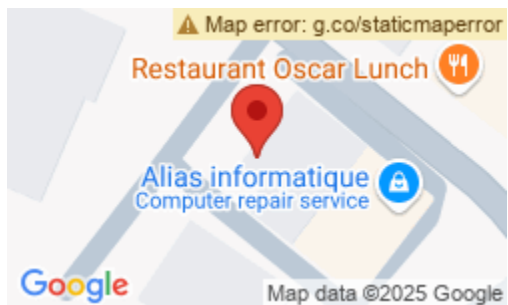 Map error: g.co/staticmaperror
Restaurant Oscar Lunch
Alias informatique
Computer repair service
Google
Map data ©2025 Google